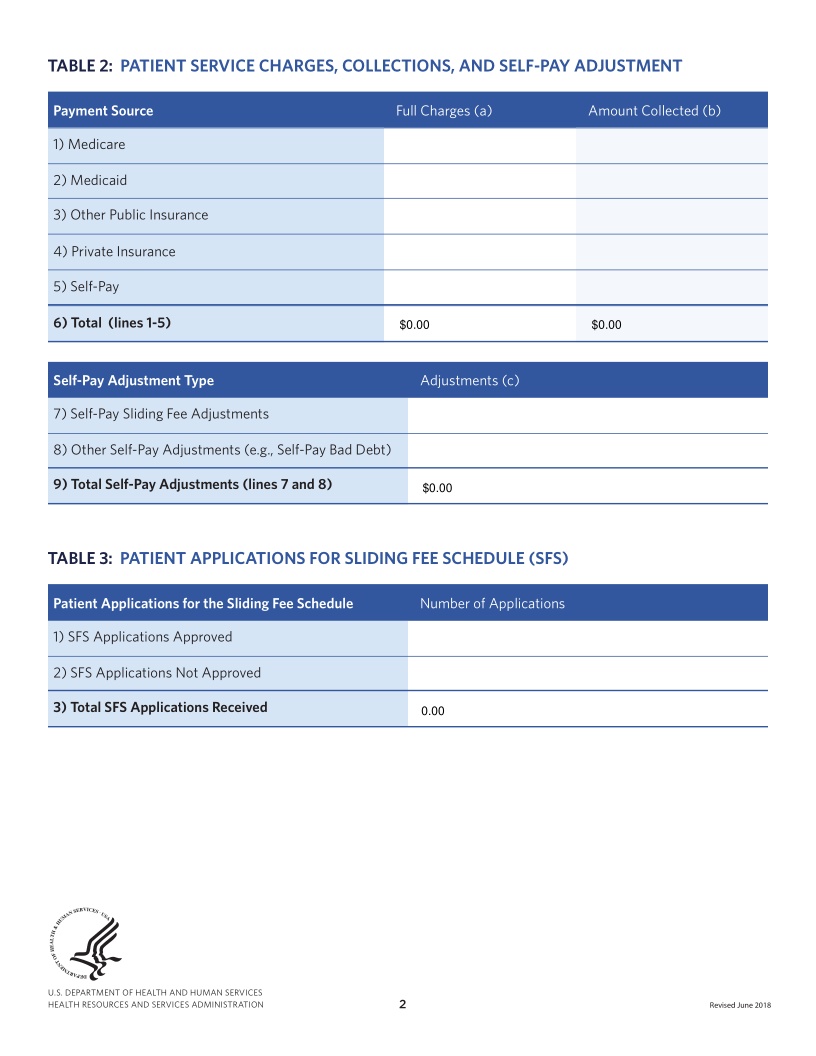 TABLE 2: PATIENT SERVICE CHARGES, COLLECTIONS, AND SELF-PAY ADJUSTMENT
Payment Source Full Charges (a) Amount Collected (b)
1) Medicare
2) Medicaid
3) Other Public Insurance
4) Private Insurance
5) Self-Pay
6) Total (lines 1-5) $0.00 $0.00
Self-Pay Adjustment Type Adjustments (c)
7) Self-Pay Sliding Fee Adjustments
8) Other Self-Pay Adjustments (e.g., Self-Pay Bad Debt)
9) Total Self-Pay Adjustments (lines 7 and 8) $0.00
TABLE 3: PATIENT APPLICATIONS FOR SLIDING FEE SCHEDULE (SFS)
Patient Applications for the Sliding Fee Schedule Number of Applications
1) SFS Applications Approved
2) SFS Applications Not Approved
3) Total SFS Applications Received 0.00
DEPARTMENT OF HEALTH & HUMAN SERVICES · USA
U.S. DEPARTMENT OF HEALTH AND HUMAN SERVICES
HEALTH RESOURCES AND SERVICES ADMINISTRATION 2 Revised June 2018